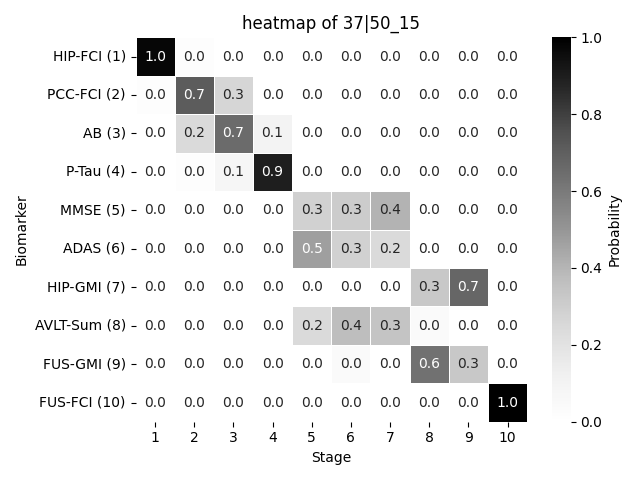 heatmap of 37|50_15
HIP-FCI (1) 1.0 0.0 0.0 0.0 0.0 0.0 0.0 0.0 0.0 0.0
PCC-FCI (2) 0.0 0.7 0.3 0.0 0.0 0.0 0.0 0.0 0.0 0.0
AB (3) 0.0 0.2 0.7 0.1 0.0 0.0 0.0 0.0 0.0 0.0
P-Tau (4) 0.0 0.0 0.1 0.9 0.0 0.0 0.0 0.0 0.0 0.0
MMSE (5) 0.0 0.0 0.0 0.0 0.3 0.3 0.4 0.0 0.0 0.0
ADAS (6) 0.0 0.0 0.0 0.0 0.5 0.3 0.2 0.0 0.0 0.0
HIP-GMI (7) 0.0 0.0 0.0 0.0 0.0 0.0 0.0 0.3 0.7 0.0
AVLT-Sum (8) 0.0 0.0 0.0 0.0 0.2 0.4 0.3 0.0 0.0 0.0
FUS-GMI (9) 0.0 0.0 0.0 0.0 0.0 0.0 0.0 0.6 0.3 0.0
FUS-FCI (10) 0.0 0.0 0.0 0.0 0.0 0.0 0.0 0.0 0.0 1.0
1 2 3 4 5 6 7 8 9 10
Stage
Biomarker
1.0
0.8
0.6
0.4
0.2
0.0
Probability